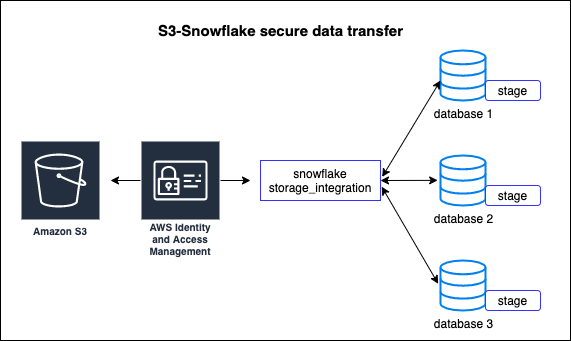 S3-Snowflake secure data transfer
stage
database 1
snowflake
storage_integration
stage
database 2
Amazon S3
AWS Identity
and Access
Management
stage
database 3